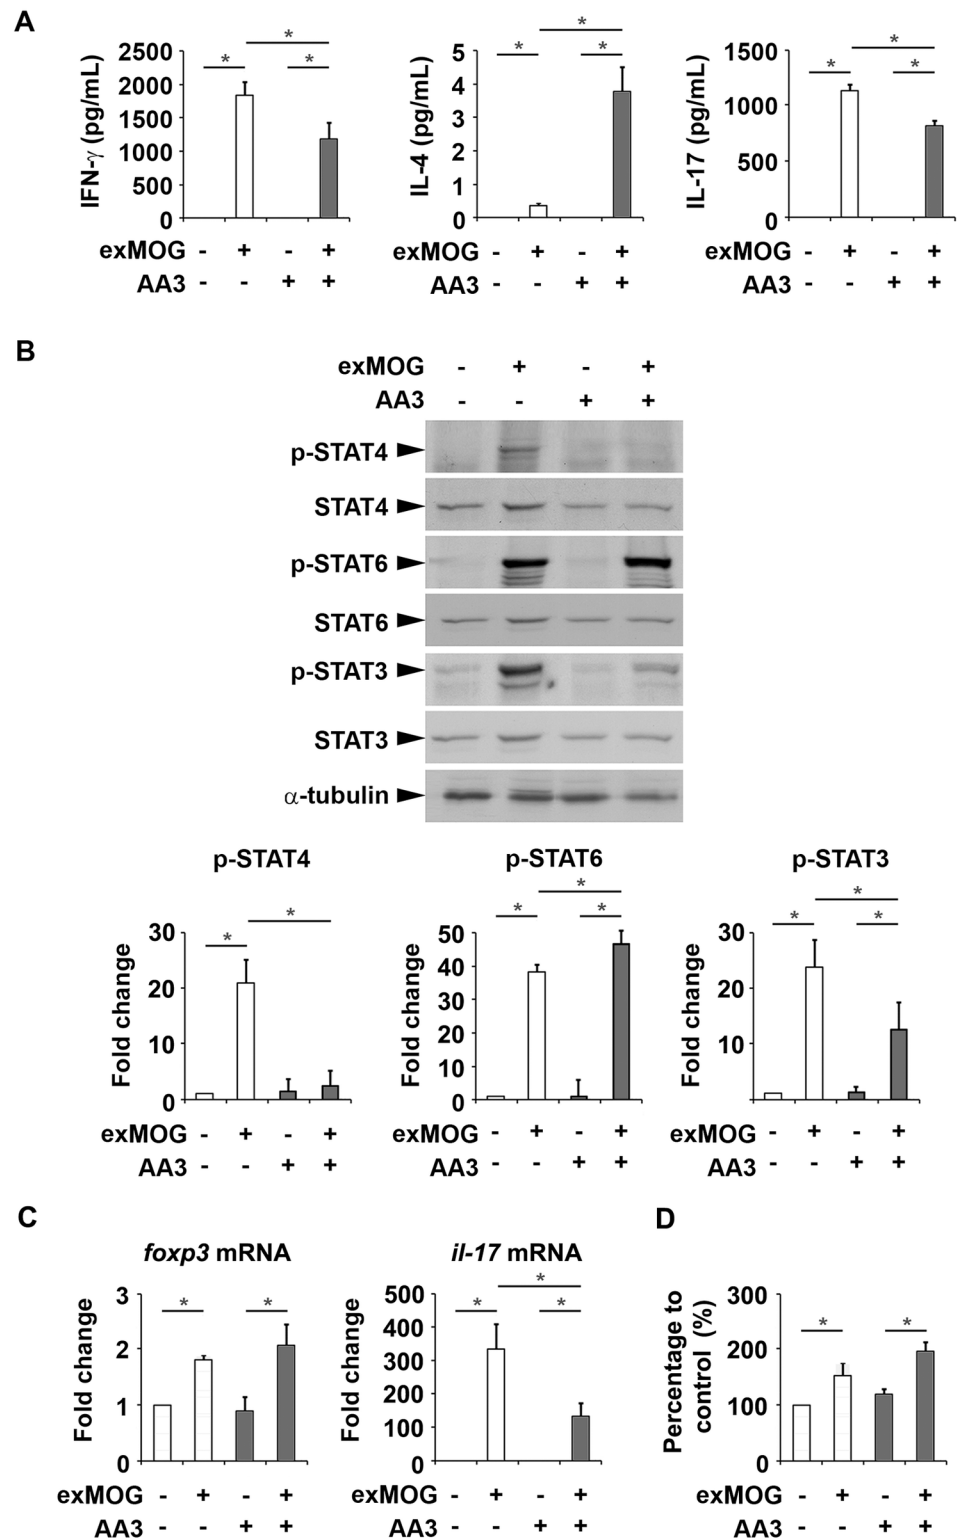 A
* * * * * * * * *
IFN-γ (pg/mL) 2500 2000 1500 1000 500 0
IL-4 (pg/mL) 5 4 3 2 1 0
IL-17 (pg/mL) 1500 1000 500 0
exMOG - + - + exMOG - + - + exMOG - + - +
AA3 - - + + AA3 - - + + AA3 - - + +
B
exMOG - + - +
AA3 - - + +
p-STAT4
STAT4
p-STAT6
STAT6
p-STAT3
STAT3
α-tubulin
p-STAT4 p-STAT6 p-STAT3
* * * * * * * *
Fold change 30 20 10 0
Fold change 50 40 30 20 10 0
Fold change 30 20 10 0
exMOG - + - + exMOG - + - + exMOG - + - +
AA3 - - + + AA3 - - + + AA3 - - + +
C D
foxp3 mRNA il-17 mRNA
* * * * * * *
Fold change 3 2 1 0
Fold change 500 400 300 200 100 0
Percentage to
control (%)
300 200 100 0
exMOG - + - + exMOG - + - + exMOG - + - +
AA3 - - + + AA3 - - + + AA3 - - + +